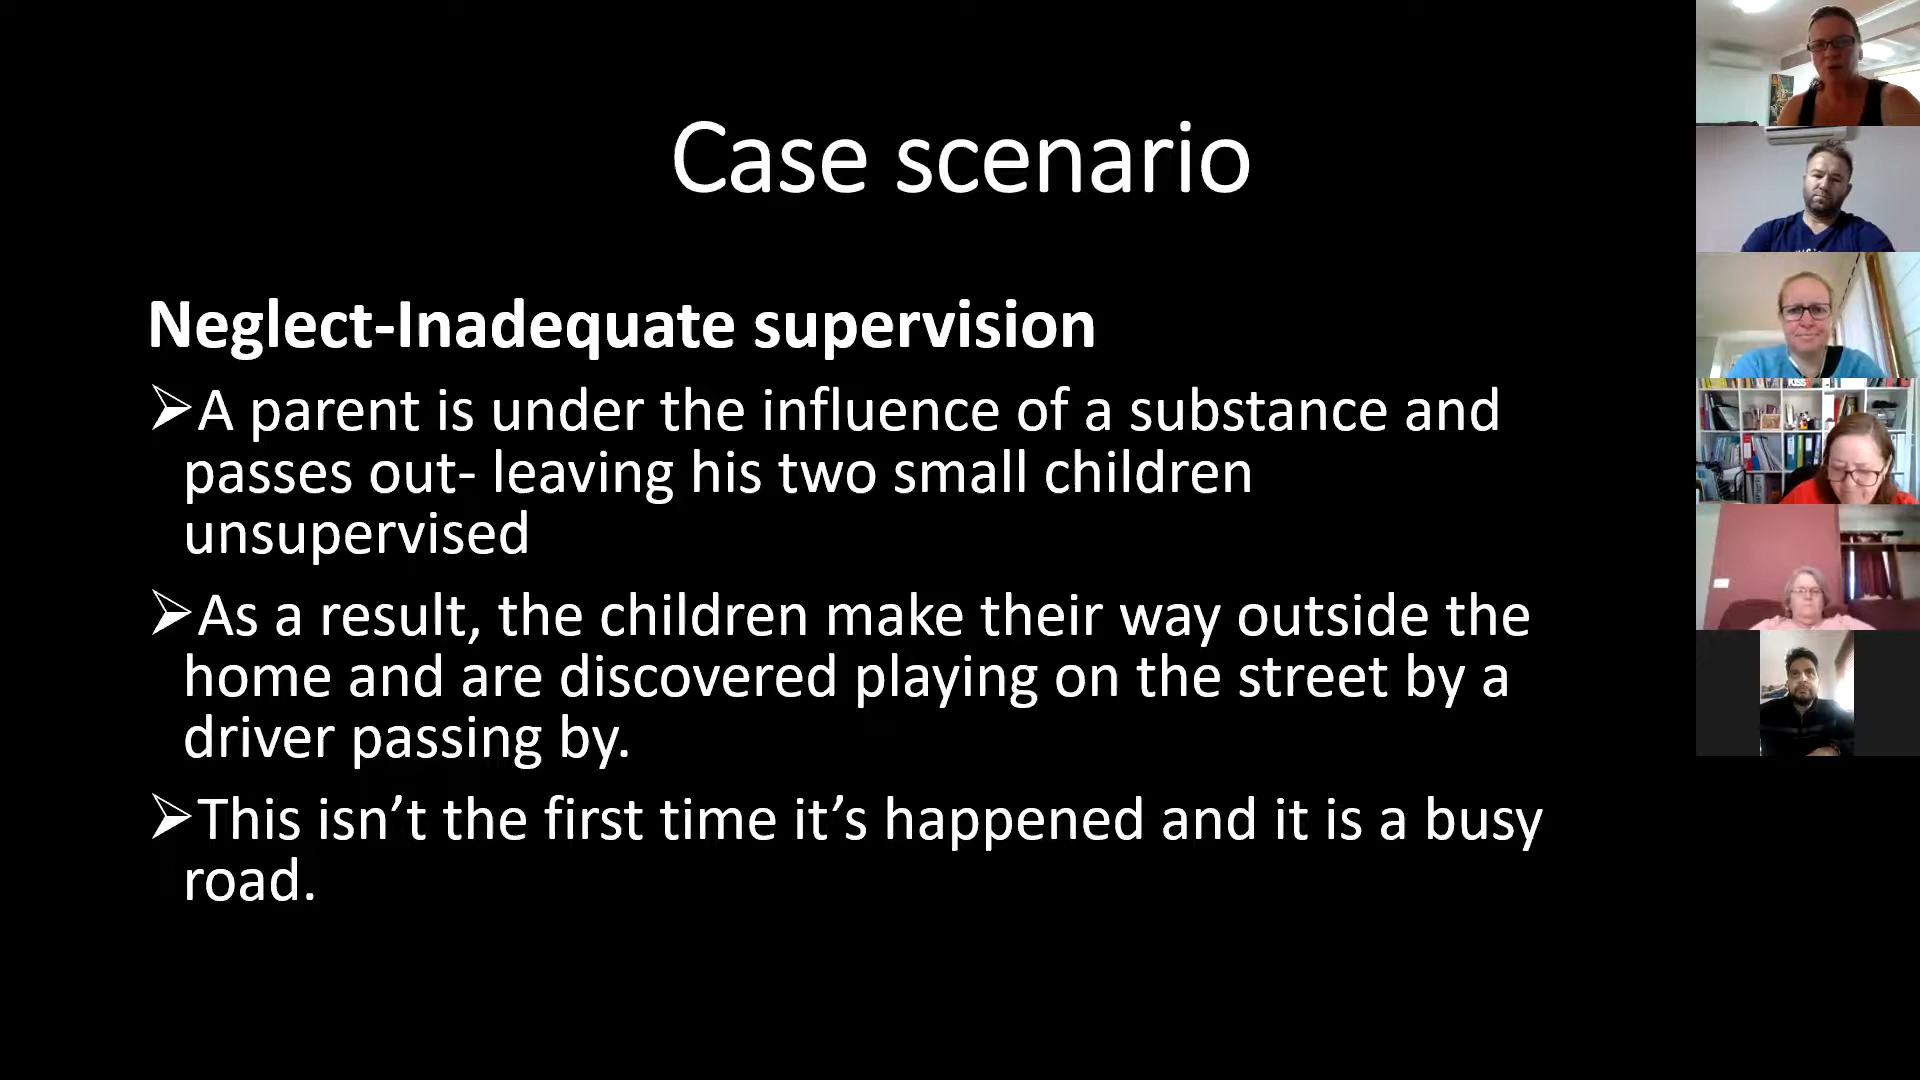 Case scenario
Neglect-Inadequate supervision
➢A parent is under the influence of a substance and
passes out- leaving his two small children
unsupervised
➢As a result, the children make their way outside the
home and are discovered playing on the street by a
driver passing by.
➢This isn’t the first time it’s happened and it is a busy
road.